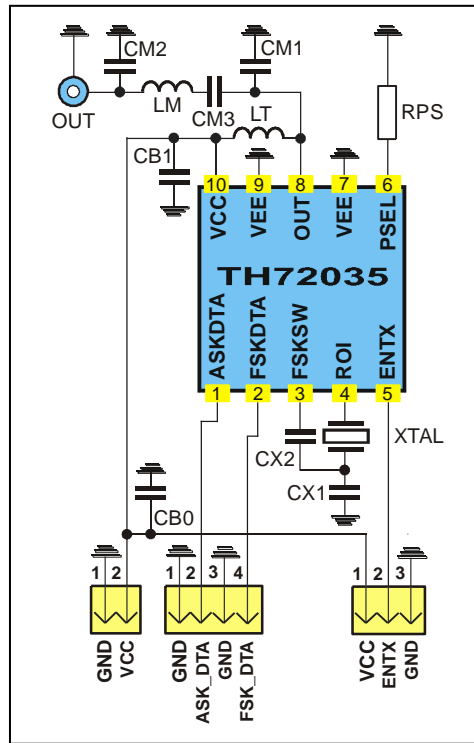 CM2
CM1
OUT
LM
CM3
LT
RPS
CB1
10 9 8 7 6
VCC VEE OUT VEE PSEL
TH72035
ASKDTA FSKDTA FSKSW ROI ENTX
1 2 3 4 5
CX2
XTAL
CX1
CB0
1 2
1 2 3 4
1 2 3
GND VCC
GND ASK_DTA GND FSK_DTA
VCC ENTX GND